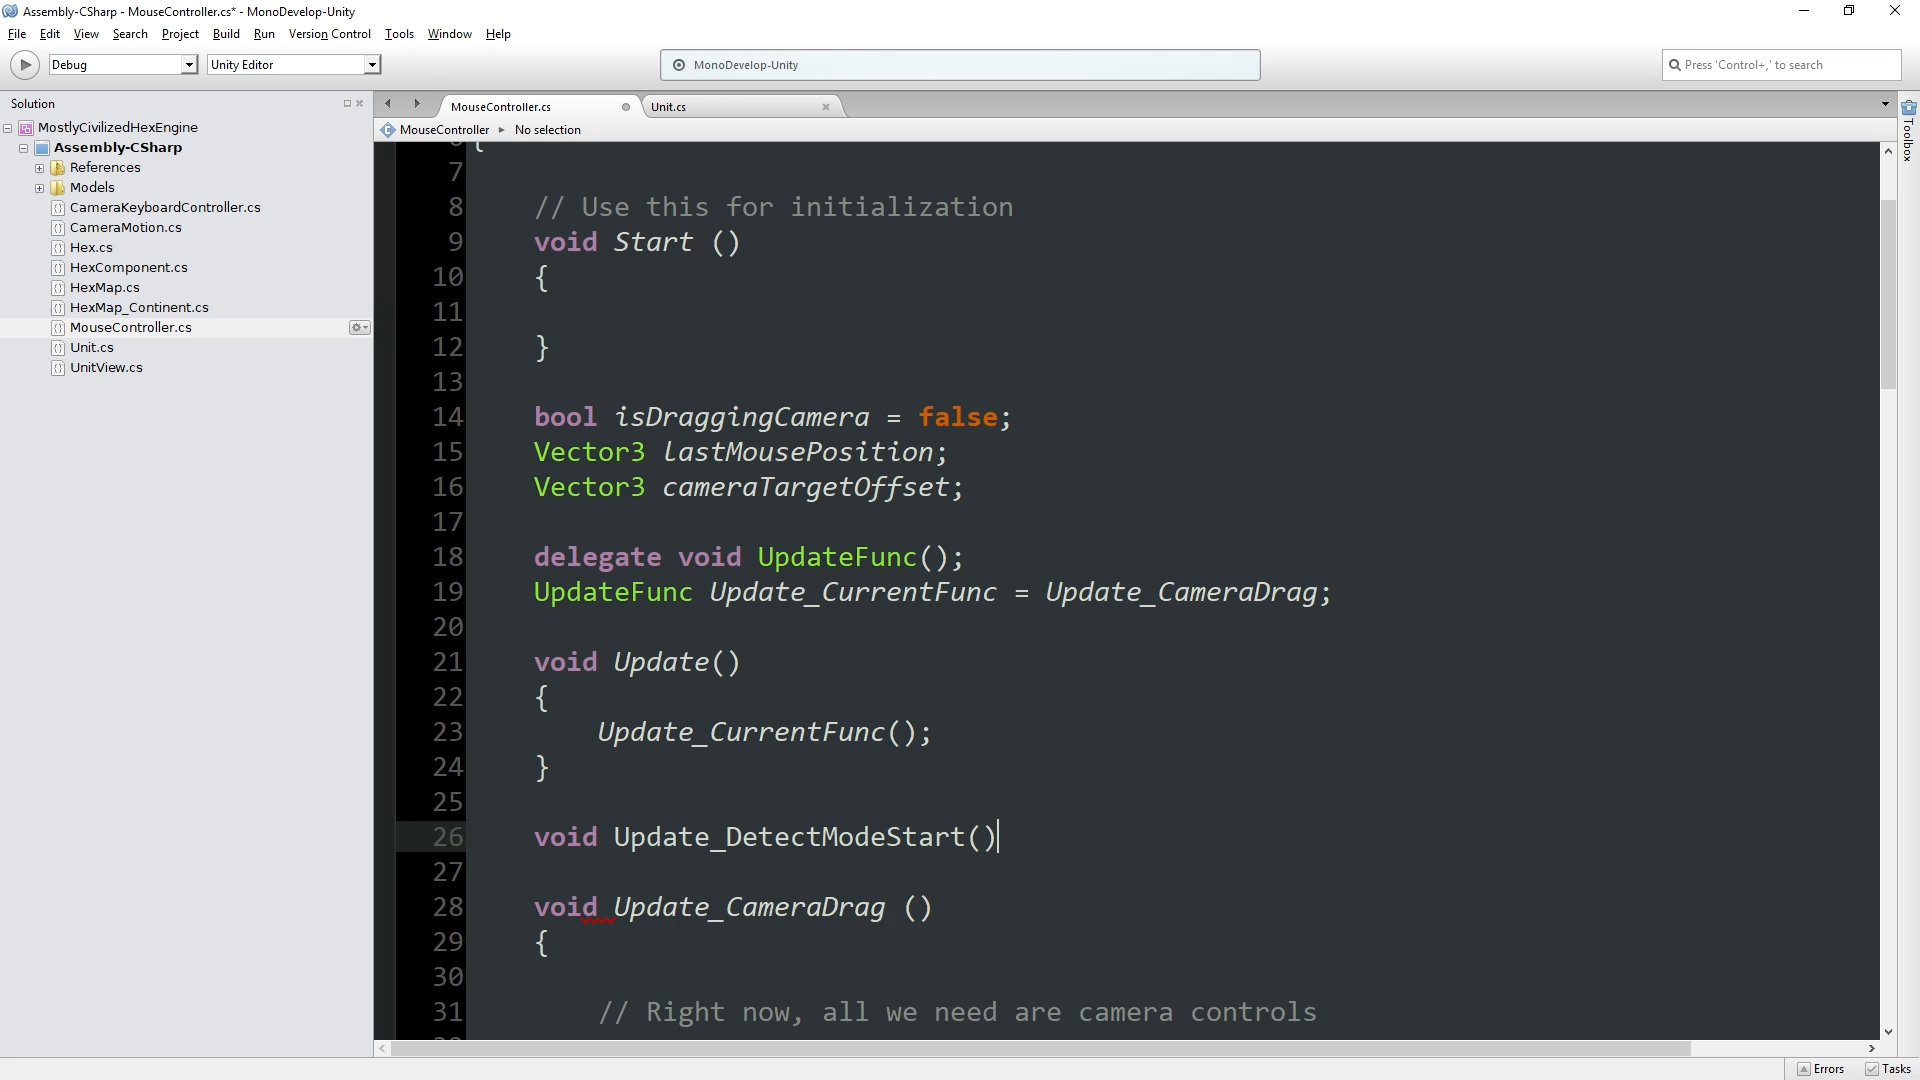 Assembly-CSharp - MouseController.cs* - MonoDevelop-Unity
File Edit View Search Project Build Run Version Control Tools Window Help
Debug Unity Editor MonoDevelop-Unity Press 'Control+,' to search
Solution
MouseController.cs Unit.cs
MouseController No selection
MostlyCivilizedHexEngine
Assembly-CSharp
References
Models
CameraKeyboardController.cs
CameraMotion.cs
Hex.cs
HexComponent.cs
HexMap.cs
HexMap_Continent.cs
MouseController.cs
Unit.cs
UnitView.cs
Toolbox
6 {
7
8 // Use this for initialization
9 void Start ()
10 {
11
12 }
13
14 bool isDraggingCamera = false;
15 Vector3 lastMousePosition;
16 Vector3 cameraTargetOffset;
17
18 delegate void UpdateFunc();
19 UpdateFunc Update_CurrentFunc = Update_CameraDrag;
20
21 void Update()
22 {
23 Update_CurrentFunc();
24 }
25
26 void Update_DetectModeStart()
27
28 void Update_CameraDrag ()
29 {
30
31 // Right now, all we need are camera controls
Errors Tasks